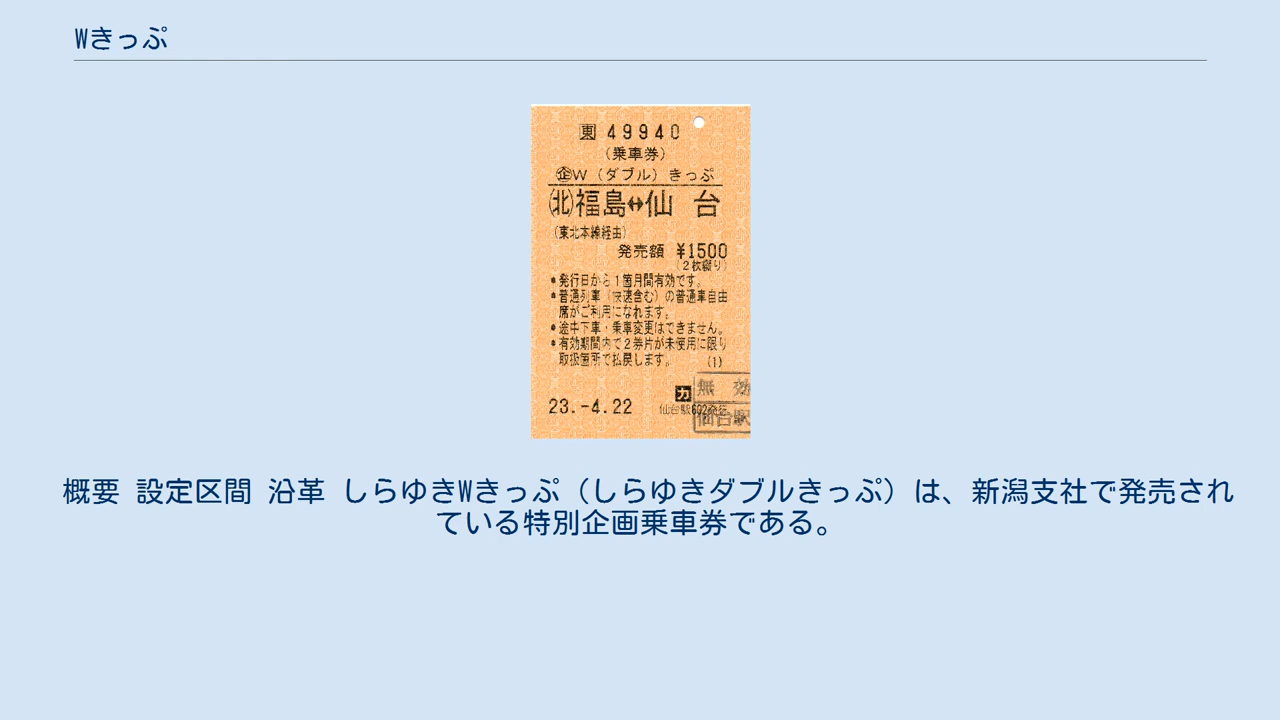 Wきっぷ
東 49940
(乗車券)
企W(ダブル)きっぷ
(北)福島↔仙 台
(東北本線経由)
発売額 ¥1500
(2枚綴り)
*発行日から1箇月間有効です。
*普通列車(快速含む)の普通車自由
席がご利用になれます。
*途中下車・乗車変更はできません。
*有効期間内で2券片が未使用に限り
取扱箇所で払戻します。 (1)
カ 無 効
23.-4.22 仙台駅602発行
仙台駅
概要 設定区間 沿革 しらゆきWきっぷ(しらゆきダブルきっぷ)は、新潟支社で発売され
ている特別企画乗車券である。